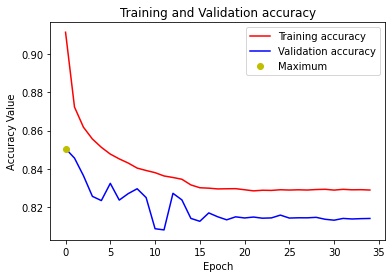 Training and Validation accuracy
Training accuracy
Validation accuracy
Maximum
Accuracy Value
0.90
0.88
0.86
0.84
0.82
0
5
10
15
20
25
30
35
Epoch